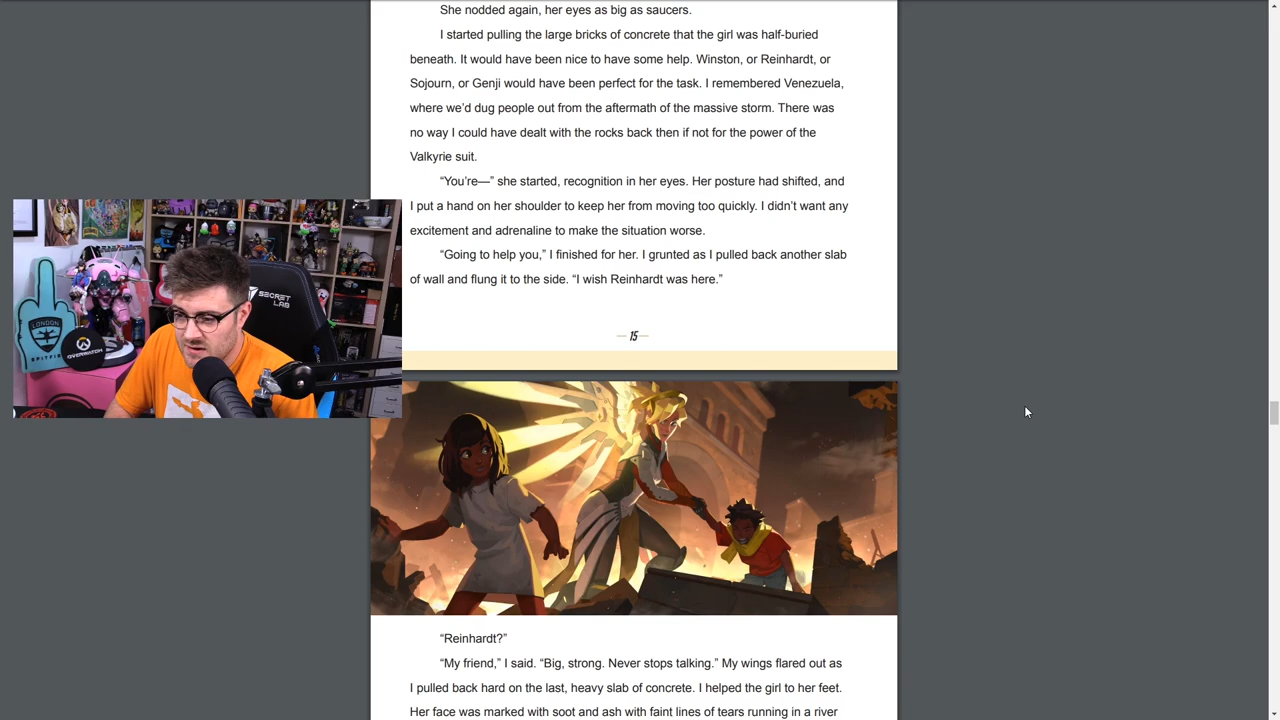 She nodded again, her eyes as big as saucers.
I started pulling the large bricks of concrete that the girl was half-buried
beneath. It would have been nice to have some help. Winston, or Reinhardt, or
Sojourn, or Genji would have been perfect for the task. I remembered Venezuela,
where we’d dug people out from the aftermath of the massive storm. There was
no way I could have dealt with the rocks back then if not for the power of the
Valkyrie suit.
“You’re—” she started, recognition in her eyes. Her posture had shifted, and
I put a hand on her shoulder to keep her from moving too quickly. I didn’t want any
excitement and adrenaline to make the situation worse.
“Going to help you,” I finished for her. I grunted as I pulled back another slab
of wall and flung it to the side. “I wish Reinhardt was here.”
15
SECRET
LAB
LONDON
SPITFIRE
OVERWATCH
“Reinhardt?”
“My friend,” I said. “Big, strong. Never stops talking.” My wings flared out as
I pulled back hard on the last, heavy slab of concrete. I helped the girl to her feet.
Her face was marked with soot and ash with faint lines of tears running in a river